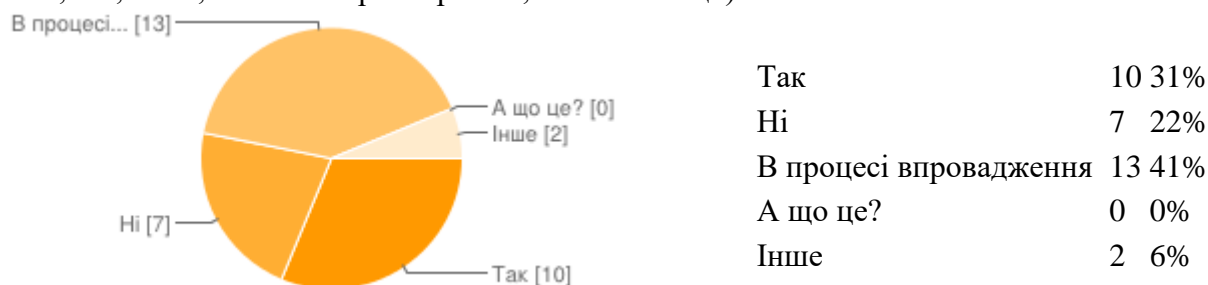 В процесі... [13]
А що це? [0]
Інше [2]
Ні [7]
Так [10]
Так 10 31%
Ні 7 22%
В процесі впровадження 13 41%
А що це? 0 0%
Інше 2 6%